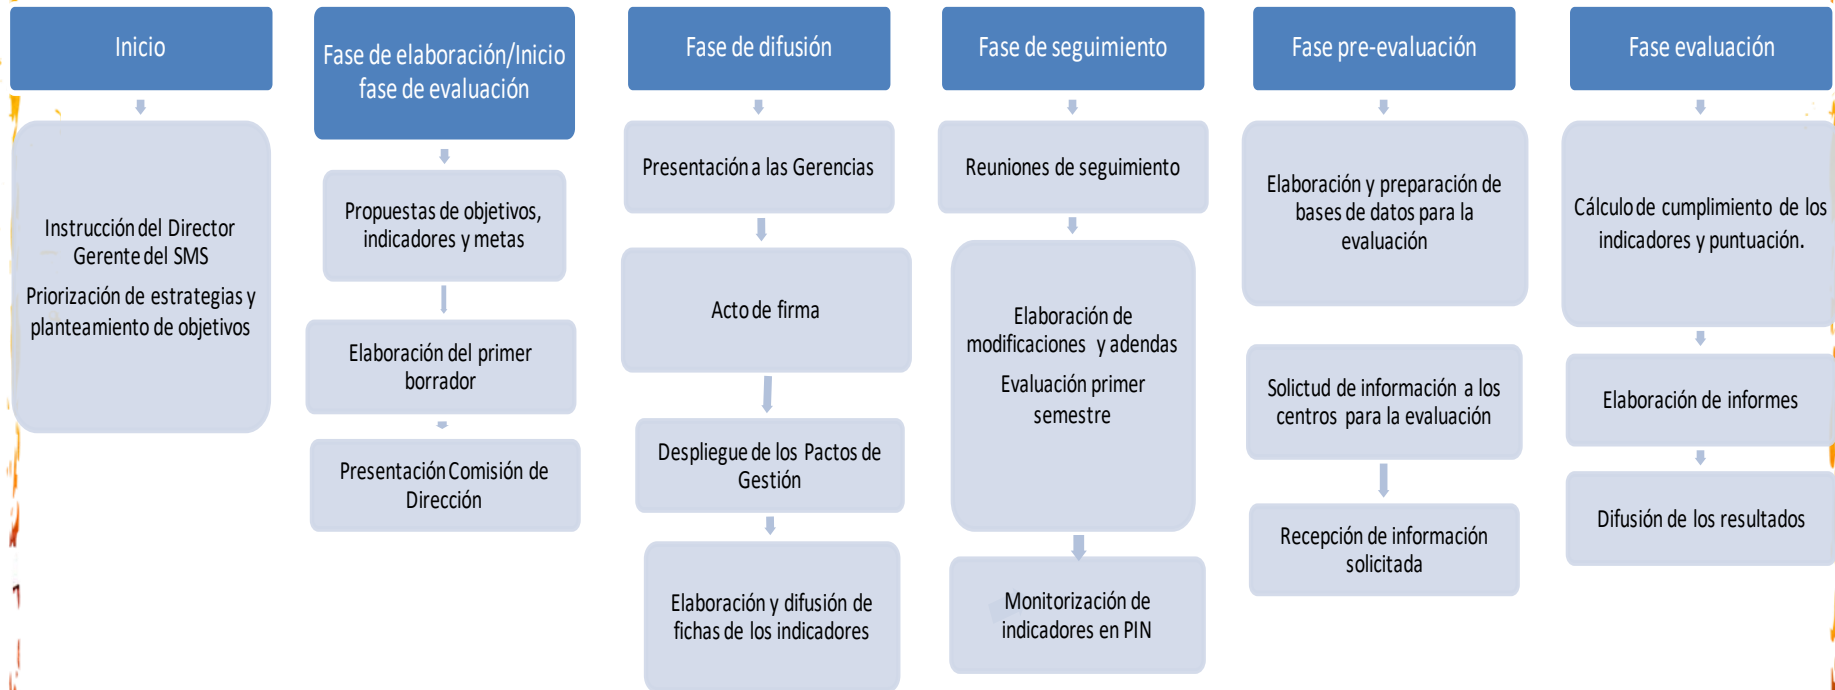 Inicio
Instrucción del Director
Gerente del SMS
Priorización de estrategias y
planteamiento de objetivos
Fase de elaboración/Inicio
fase de evaluación
Propuestas de objetivos,
indicadores y metas
Elaboración del primer
borrador
Presentación Comisión de
Dirección
Fase de difusión
Presentación a las Gerencias
Acto de firma
Despliegue de los Pactos de
Gestión
Elaboración y difusión de
fichas de los indicadores
Fase de seguimiento
Reuniones de seguimiento
Elaboración de
modificaciones y adendas
Evaluación primer
semestre
Monitorización de
indicadores en PIN
Fase pre-evaluación
Elaboración y preparación de
bases de datos para la
evaluación
Solictud de información a los
centros para la evaluación
Recepción de información
solicitada
Fase evaluación
Cálculo de cumplimiento de los
indicadores y puntuación.
Elaboración de informes
Difusión de los resultados